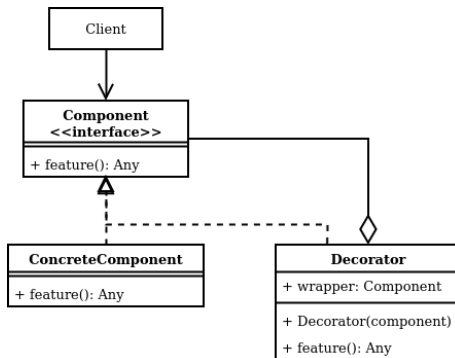 Client
Component
<<interface>>
+ feature(): Any
ConcreteComponent
+ feature(): Any
Decorator
+ wrapper: Component
+ Decorator(component)
+ feature(): Any